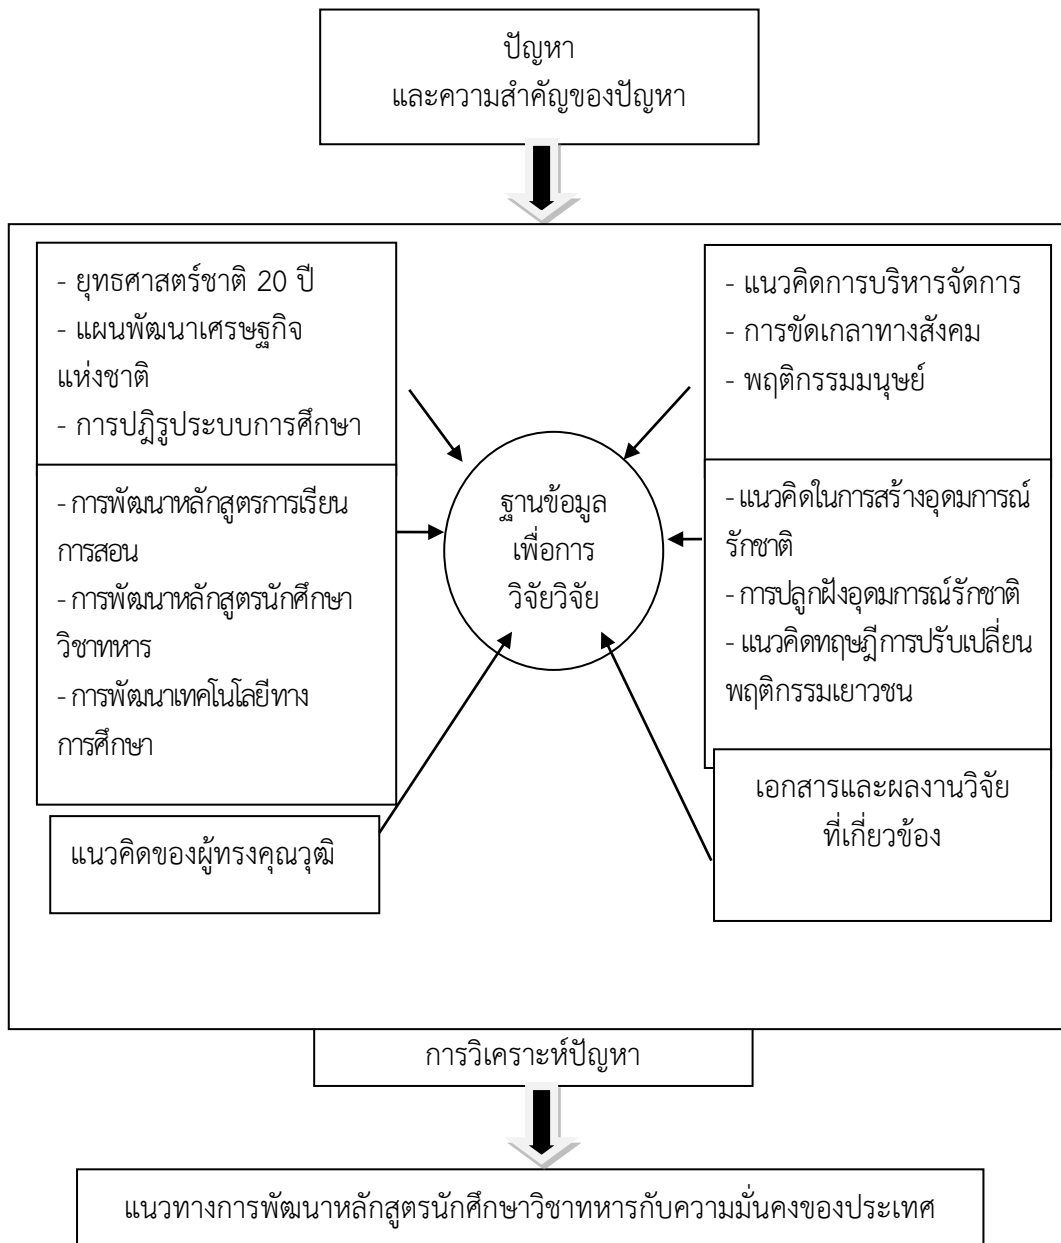 ปัญหา
และความสำคัญของปัญหา
- ยุทธศาสตร์ชาติ 20 ปี
- แผนพัฒนาเศรษฐกิจ
แห่งชาติ
- การปฎิรูประบบการศึกษา
- การพัฒนาหลักสูตรการเรียน
การสอน
- การพัฒนาหลักสูตรนักศึกษา
วิชาทหาร
- การพัฒนาเทคโนโลยีทาง
การศึกษา
แนวคิดของผู้ทรงคุณวุฒิ
ฐานข้อมูล
เพื่อการ
วิจัยวิจัย
- แนวคิดการบริหารจัดการ
- การขัดเกลาทางสังคม
- พฤติกรรมมนุษย์
- แนวคิดในการสร้างอุดมการณ์
รักชาติ
- การปลูกฝังอุดมการณ์รักชาติ
- แนวคิดทฤษฎีการปรับเปลี่ยน
พฤติกรรมเยาวชน
เอกสารและผลงานวิจัย
ที่เกี่ยวข้อง
การวิเคราะห์ปัญหา
แนวทางการพัฒนาหลักสูตรนักศึกษาวิชาทหารกับความมั่นคงของประเทศ